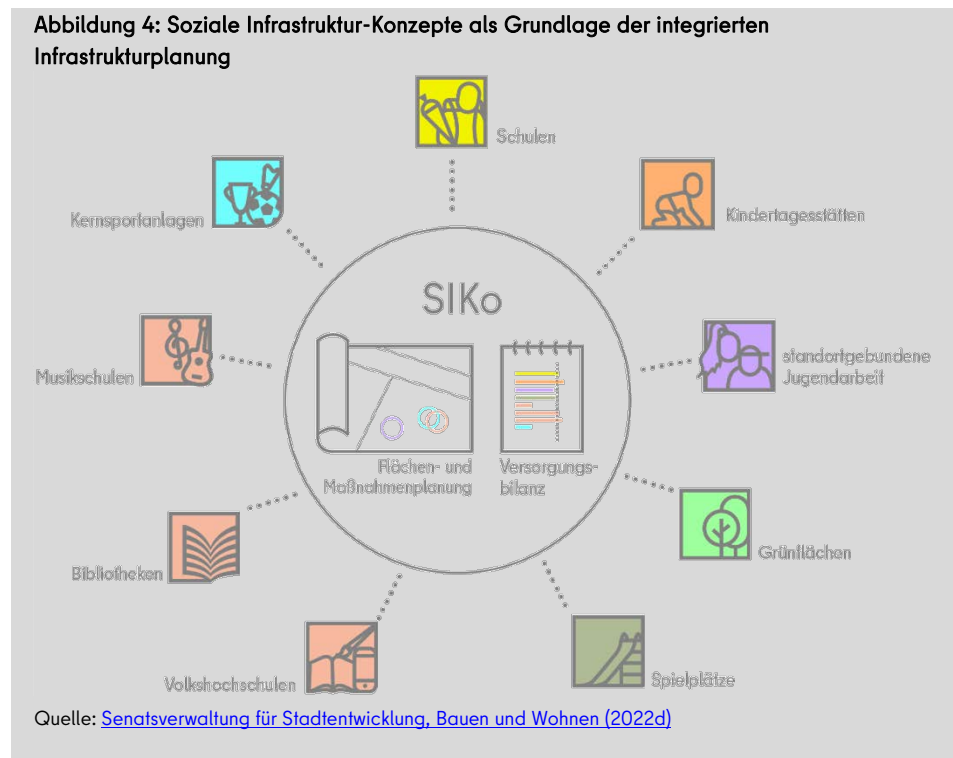 Abbildung 4: Soziale Infrastruktur-Konzepte als Grundlage der integrierten
Infrastrukturplanung
Schulen
Kernsportanlagen
Kindertagesstätten
SIKo
Musikschulen
standortgebundene
Jugendarbeit
Flächen- und
Maßnahmenplanung
Versorgungs-
bilanz
Bibliotheken
Grünflächen
Volkshochschulen
Spielplätze
Quelle: Senatsverwaltung für Stadtentwicklung, Bauen und Wohnen (2022d)